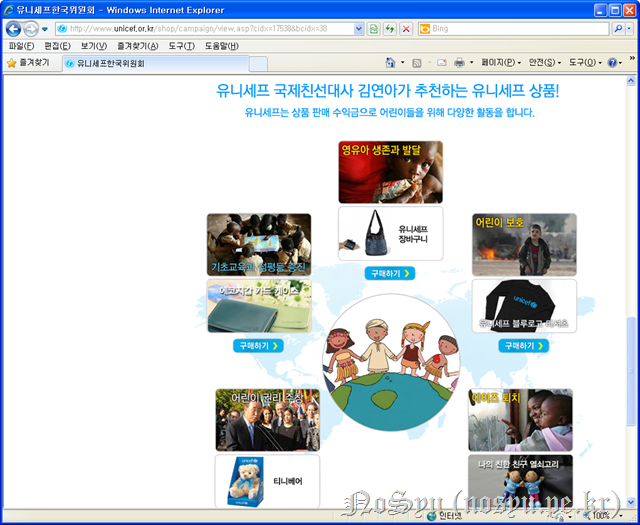 유니세프한국위원회 - Windows Internet Explorer
http://www.unicef.or.kr/shop/campaign/view.asp?cidx=17538&bcidx=38
Bing
파일(F) 편집(E) 보기(V) 즐겨찾기(A) 도구(T) 도움말(H)
즐겨찾기 유니세프한국위원회 페이지(P) 안전(S) 도구(O)
유니세프 국제친선대사 김연아가 추천하는 유니세프 상품!
유니세프는 상품 판매 수익금으로 어린이들을 위해 다양한 활동을 합니다.
영유아 생존과 발달
유니세프
장바구니
구매하기
기초교육과 성평등 증진
에코지갑 카드 케이스
구매하기
어린이 보호
unicef
유니세프 블루로고 티셔츠
구매하기
어린이 권리 주창
unicef
티니베어
에이즈 퇴치
나의 친한 친구 열쇠고리
NoSyu (nosyu.pe.kr)
인터넷 100%